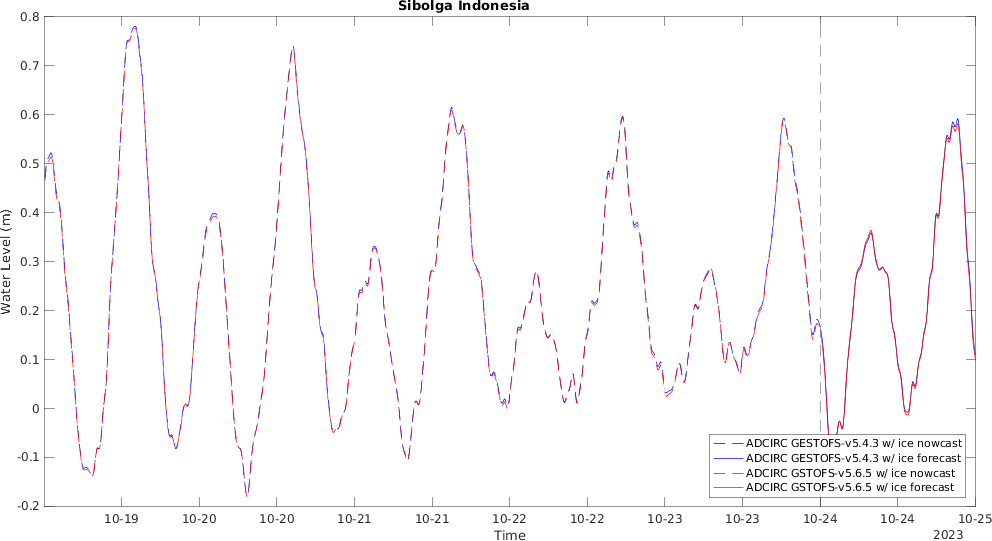 Sibolga Indonesia
0.8
0.7
0.6
0.5
0.4
0.3
0.2
0.1
0
-0.1
-0.2
Water Level (m)
ADCIRC GESTOFS-v5.4.3 w/ ice nowcast
ADCIRC GESTOFS-v5.4.3 w/ ice forecast
ADCIRC GSTOFS-v5.6.5 w/ ice nowcast
ADCIRC GSTOFS-v5.6.5 w/ ice forecast
10-19 10-20 10-20 10-21 10-21 10-22 10-22 10-23 10-23 10-24 10-24 10-25
Time
2023